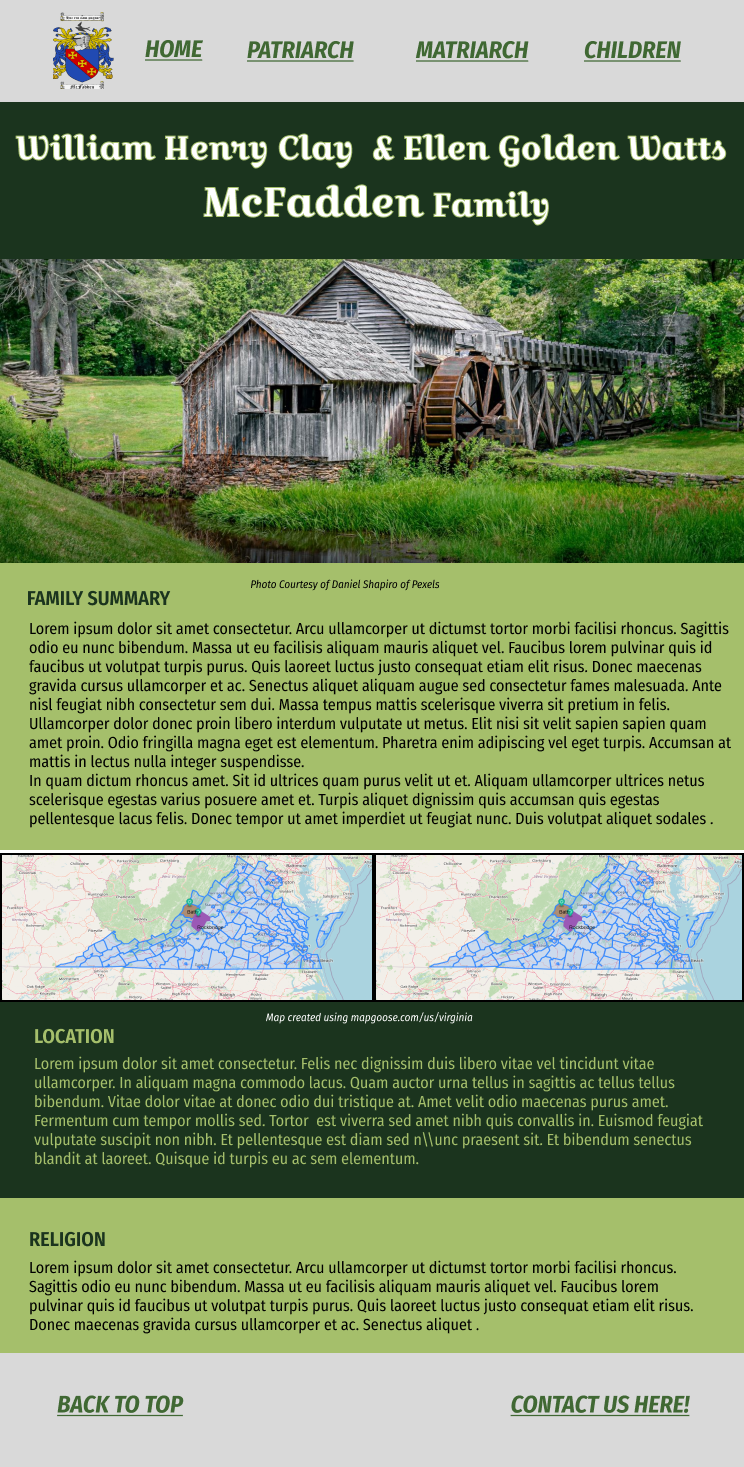 McFadden
HOME PATRIARCH MATRIARCH CHILDREN
William Henry Clay & Ellen Golden Watts
McFadden Family
Photo Courtesy of Daniel Shapiro of Pexels
FAMILY SUMMARY
Lorem ipsum dolor sit amet consectetur. Arcu ullamcorper ut dictumst tortor morbi facilisi rhoncus. Sagittis
odio eu nunc bibendum. Massa ut eu facilisis aliquam mauris aliquet vel. Faucibus lorem pulvinar quis id
faucibus ut volutpat turpis purus. Quis laoreet luctus justo consequat etiam elit risus. Donec maecenas
gravida cursus ullamcorper et ac. Senectus aliquet aliquam augue sed consectetur fames malesuada. Ante
nisl feugiat nibh consectetur sem dui. Massa tempus mattis scelerisque viverra sit pretium in felis.
Ullamcorper dolor donec proin libero interdum vulputate ut metus. Elit nisi sit velit sapien sapien quam
amet proin. Odio fringilla magna eget est elementum. Pharetra enim adipiscing vel eget turpis. Accumsan at
mattis in lectus nulla integer suspendisse.
In quam dictum rhoncus amet. Sit id ultrices quam purus velit ut et. Aliquam ullamcorper ultrices netus
scelerisque egestas varius posuere amet et. Turpis aliquet dignissim quis accumsan quis egestas
pellentesque lacus felis. Donec tempor ut amet imperdiet ut feugiat nunc. Duis volutpat aliquet sodales .
Bath
Rockbridge
Bath
Rockbridge
Map created using mapgoose.com/us/virginia
LOCATION
Lorem ipsum dolor sit amet consectetur. Felis nec dignissim duis libero vitae vel tincidunt vitae
ullamcorper. In aliquam magna commodo lacus. Quam auctor urna tellus in sagittis ac tellus tellus
bibendum. Vitae dolor vitae at donec odio dui tristique at. Amet velit odio maecenas purus amet.
Fermentum cum tempor mollis sed. Tortor  est viverra sed amet nibh quis convallis in. Euismod feugiat
vulputate suscipit non nibh. Et pellentesque est diam sed n\\unc praesent sit. Et bibendum senectus
blandit at laoreet. Quisque id turpis eu ac sem elementum.
RELIGION
Lorem ipsum dolor sit amet consectetur. Arcu ullamcorper ut dictumst tortor morbi facilisi rhoncus.
Sagittis odio eu nunc bibendum. Massa ut eu facilisis aliquam mauris aliquet vel. Faucibus lorem
pulvinar quis id faucibus ut volutpat turpis purus. Quis laoreet luctus justo consequat etiam elit risus.
Donec maecenas gravida cursus ullamcorper et ac. Senectus aliquet .
BACK TO TOP CONTACT US HERE!